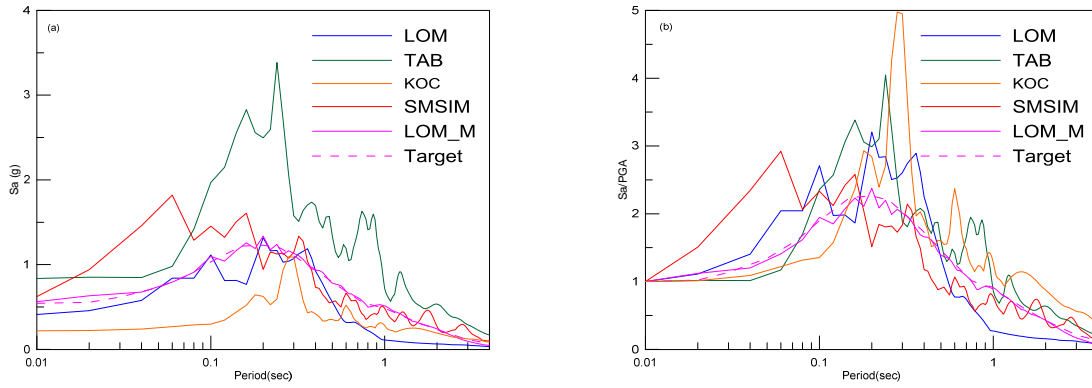 (a)
4
3
2
1
0
Sa (g)
0.01
0.1
1
Period(sec)
LOM
TAB
KOC
SMSIM
LOM_M
Target
(b)
5
4
3
2
1
0
Sa/PGA
0.01
0.1
1
Period(sec)
LOM
TAB
KOC
SMSIM
LOM_M
Target